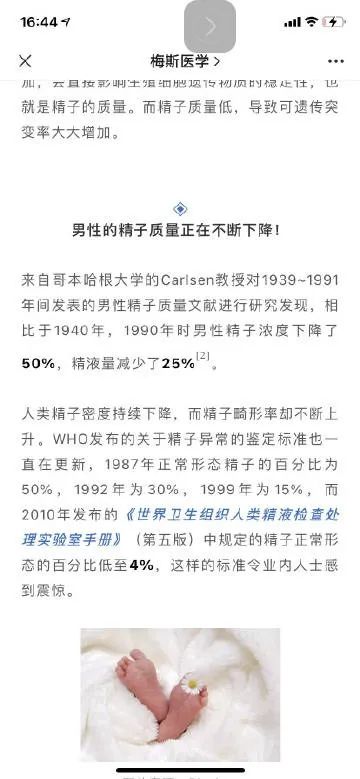 16:44
梅斯医学
加，会直接影响生殖细胞遗传物质的稳定性，也
就是精子的质量。而精子质量低，导致可遗传突
变率大大增加。
男性的精子质量正在不断下降！
来自哥本哈根大学的Carlsen教授对1939~1991
年间发表的男性精子质量文献进行研究发现，相
比于1940年，1990年时男性精子浓度下降了
50%，精液量减少了25%[2]。
人类精子密度持续下降，而精子畸形率却不断上
升。WHO发布的关于精子异常的鉴定标准也一
直在更新，1987年正常形态精子的百分比为
50%，1992年为30%，1999年为15%，而
2010年发布的《世界卫生组织人类精液检查处
理实验室手册》（第五版）中规定的精子正常形
态的百分比低至4%，这样的标准令业内人士感
到震惊。